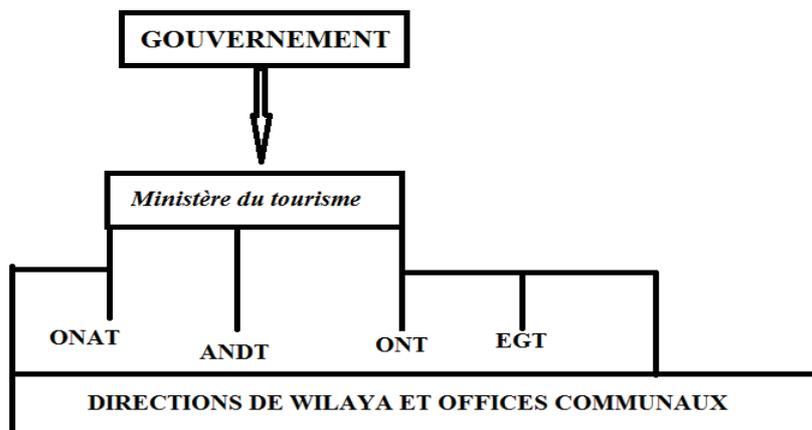 GOUVERNEMENT
Ministère du tourisme
ONAT
ANDT
ONT
EGT
DIRECTIONS DE WILAYA ET OFFICES COMMUNAUX